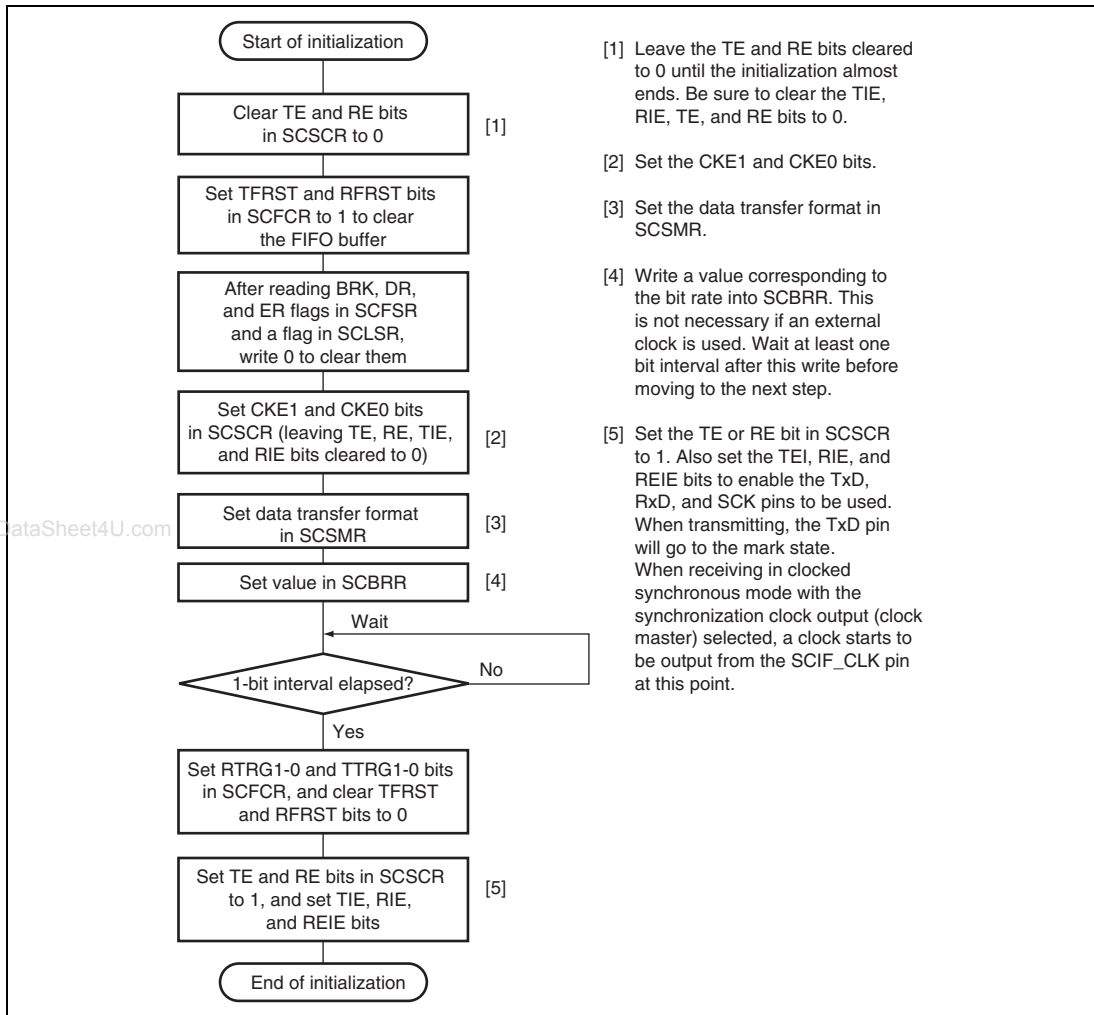 Start of initialization
Clear TE and RE bits
in SCSCR to 0
[1]
Set TFRST and RFRST bits
in SCFCR to 1 to clear
the FIFO buffer
After reading BRK, DR,
and ER flags in SCFSR
and a flag in SCLSR,
write 0 to clear them
Set CKE1 and CKE0 bits
in SCSCR (leaving TE, RE, TIE,
and RIE bits cleared to 0)
[2]
Set data transfer format
in SCSMR
[3]
Set value in SCBRR
[4]
Wait
1-bit interval elapsed?
No
Yes
Set RTRG1-0 and TTRG1-0 bits
in SCFCR, and clear TFRST
and RFRST bits to 0
Set TE and RE bits in SCSCR
to 1, and set TIE, RIE,
and REIE bits
[5]
End of initialization
[1] Leave the TE and RE bits cleared
to 0 until the initialization almost
ends. Be sure to clear the TIE,
RIE, TE, and RE bits to 0.
[2] Set the CKE1 and CKE0 bits.
[3] Set the data transfer format in
SCSMR.
[4] Write a value corresponding to
the bit rate into SCBRR. This
is not necessary if an external
clock is used. Wait at least one
bit interval after this write before
moving to the next step.
[5] Set the TE or RE bit in SCSCR
to 1. Also set the TEI, RIE, and
REIE bits to enable the TxD,
RxD, and SCK pins to be used.
When transmitting, the TxD pin
will go to the mark state.
When receiving in clocked
synchronous mode with the
synchronization clock output (clock
master) selected, a clock starts to
be output from the SCIF_CLK pin
at this point.
DataSheet4U.com